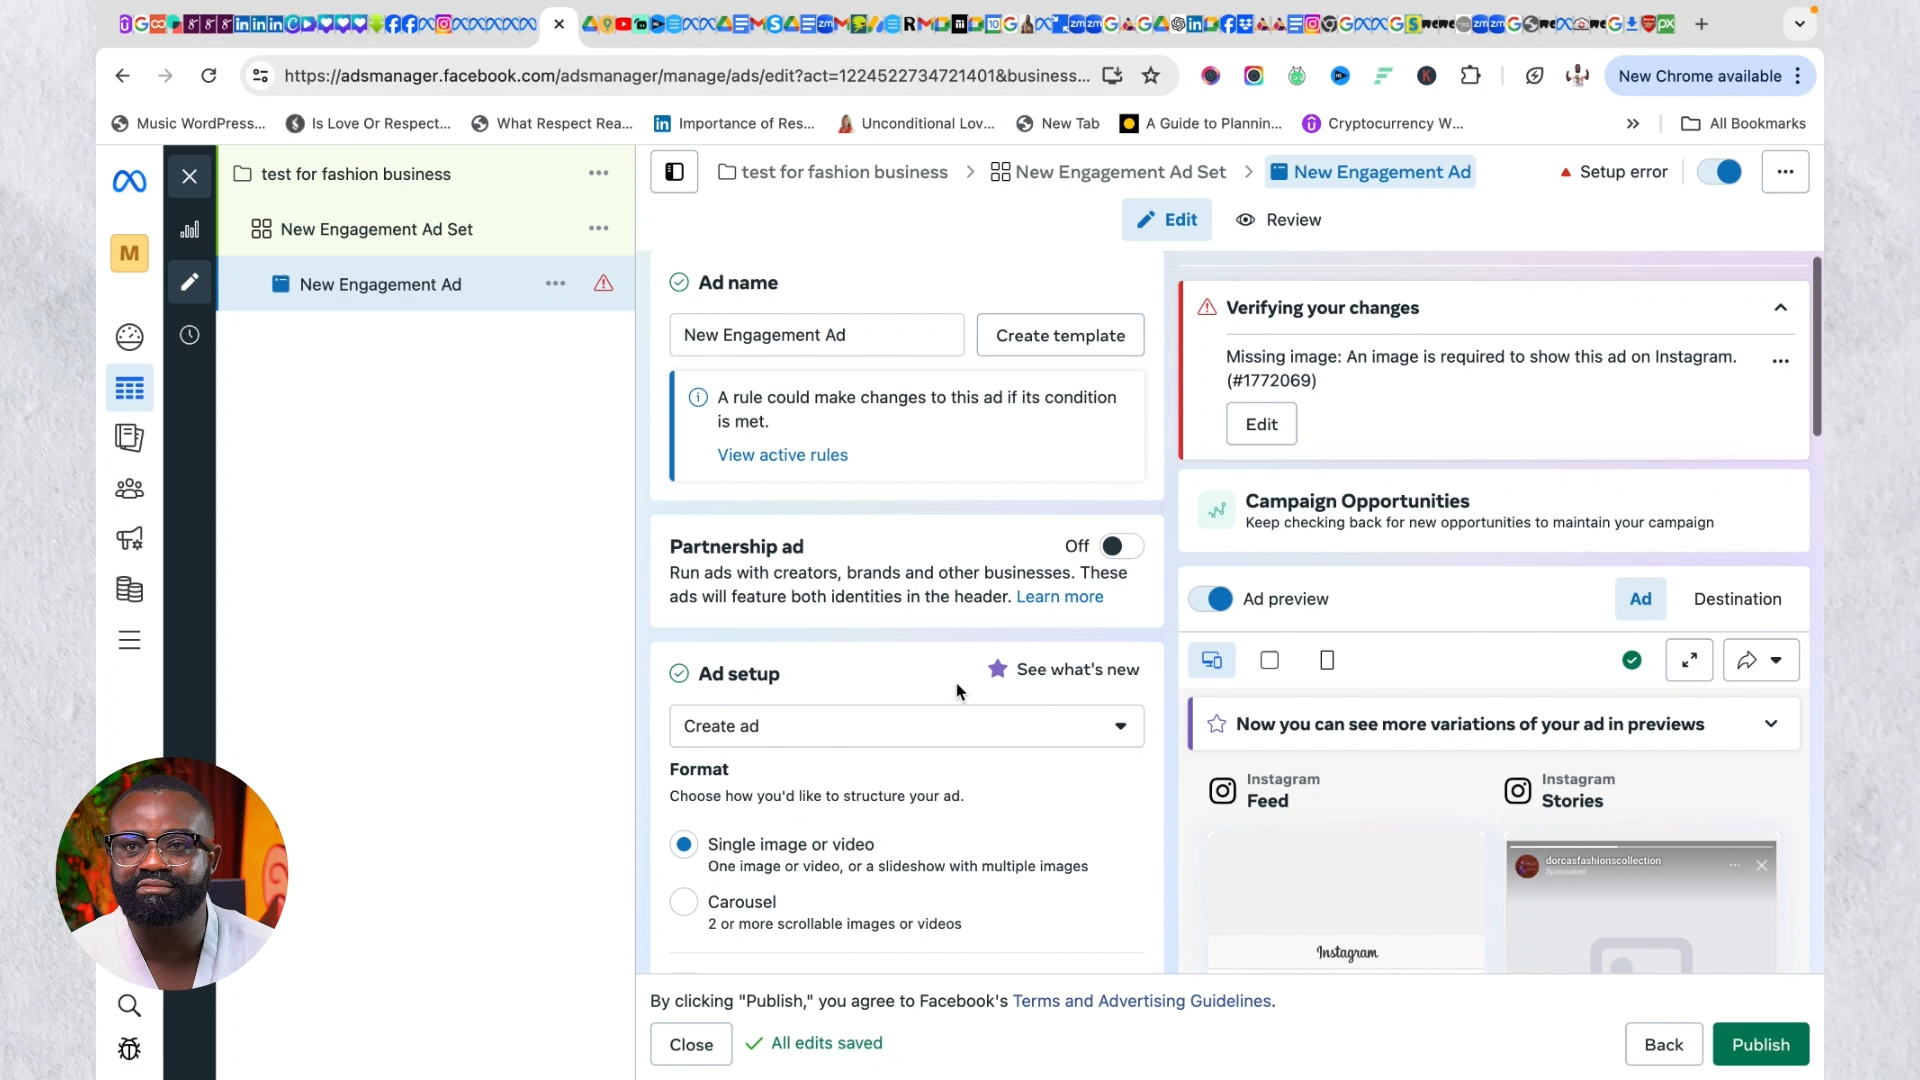 https://adsmanager.facebook.com/adsmanager/manage/ads/edit?act=1224522734721401&business...
New Chrome available
Music WordPress...
Is Love Or Respect...
What Respect Rea...
Importance of Res...
Unconditional Lov...
New Tab
A Guide to Plannin...
Cryptocurrency W...
All Bookmarks
M
test for fashion business
New Engagement Ad Set
New Engagement Ad
test for fashion business
New Engagement Ad Set
New Engagement Ad
Setup error
Edit
Review
Ad name
New Engagement Ad
Create template
A rule could make changes to this ad if its condition
is met.
View active rules
Partnership ad
Off
Run ads with creators, brands and other businesses. These
ads will feature both identities in the header. Learn more
Ad setup
See what's new
Create ad
Format
Choose how you'd like to structure your ad.
Single image or video
One image or video, or a slideshow with multiple images
Carousel
2 or more scrollable images or videos
Verifying your changes
Missing image: An image is required to show this ad on Instagram.
(#1772069)
Edit
Campaign Opportunities
Keep checking back for new opportunities to maintain your campaign
Ad preview
Ad
Destination
Now you can see more variations of your ad in previews
Instagram
Feed
Instagram
Stories
Instagram
dorcasfashionscollection
Sponsored
By clicking "Publish," you agree to Facebook's Terms and Advertising Guidelines.
Close
All edits saved
Back
Publish